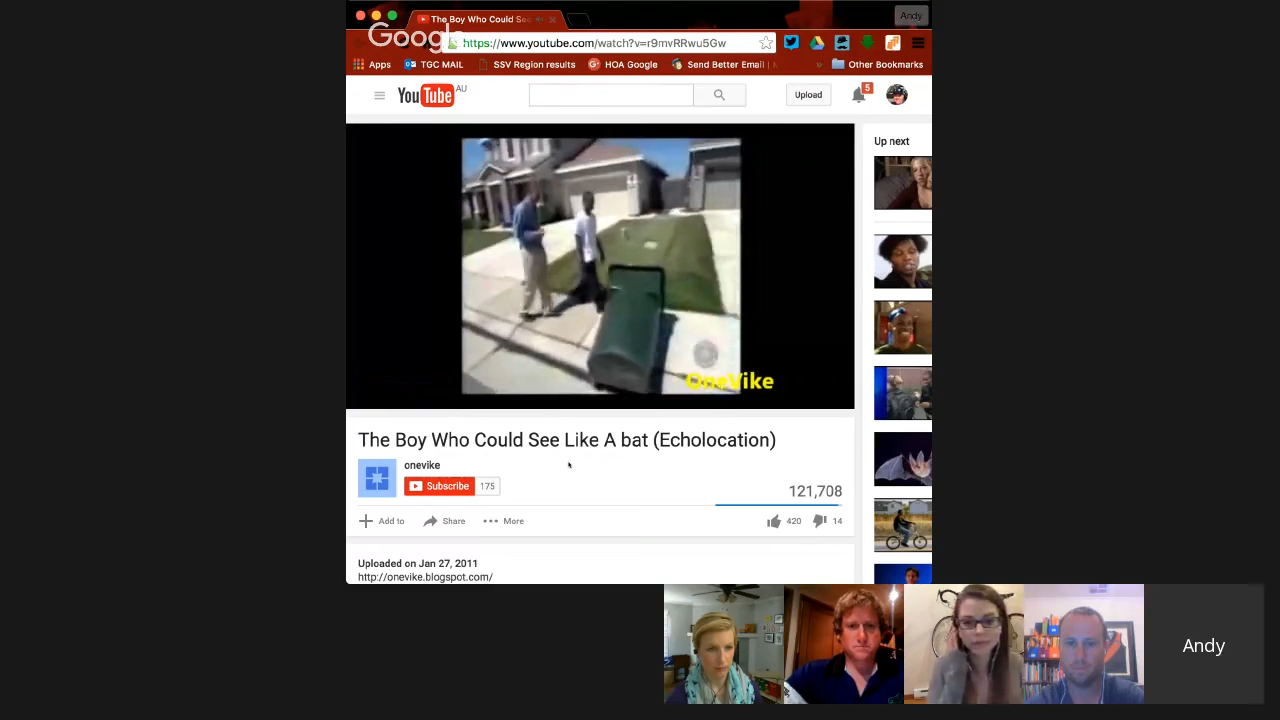 The Boy Who Could See
Andy
Google
https://www.youtube.com/watch?v=r9mvRRwu5Gw
Apps
TGC MAIL
SSV Region results
HOA Google
Send Better Email |
»
Other Bookmarks
YouTube AU
Upload
5
Up next
OneVike
The Boy Who Could See Like A bat (Echolocation)
onevike
Subscribe 175
121,708
Add to
Share
More
420
14
Uploaded on Jan 27, 2011
http://onevike.blogspot.com/
Andy